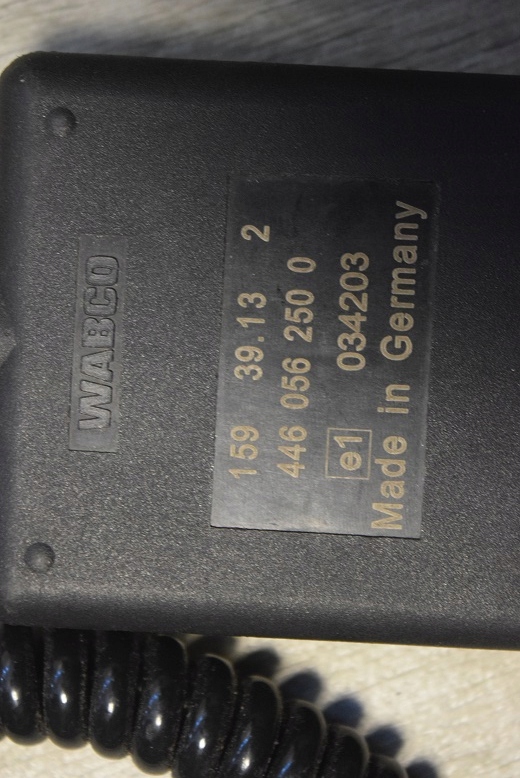 WABCO
159 39.13 2
446 056 250 0
e1 034203
Made in Germany